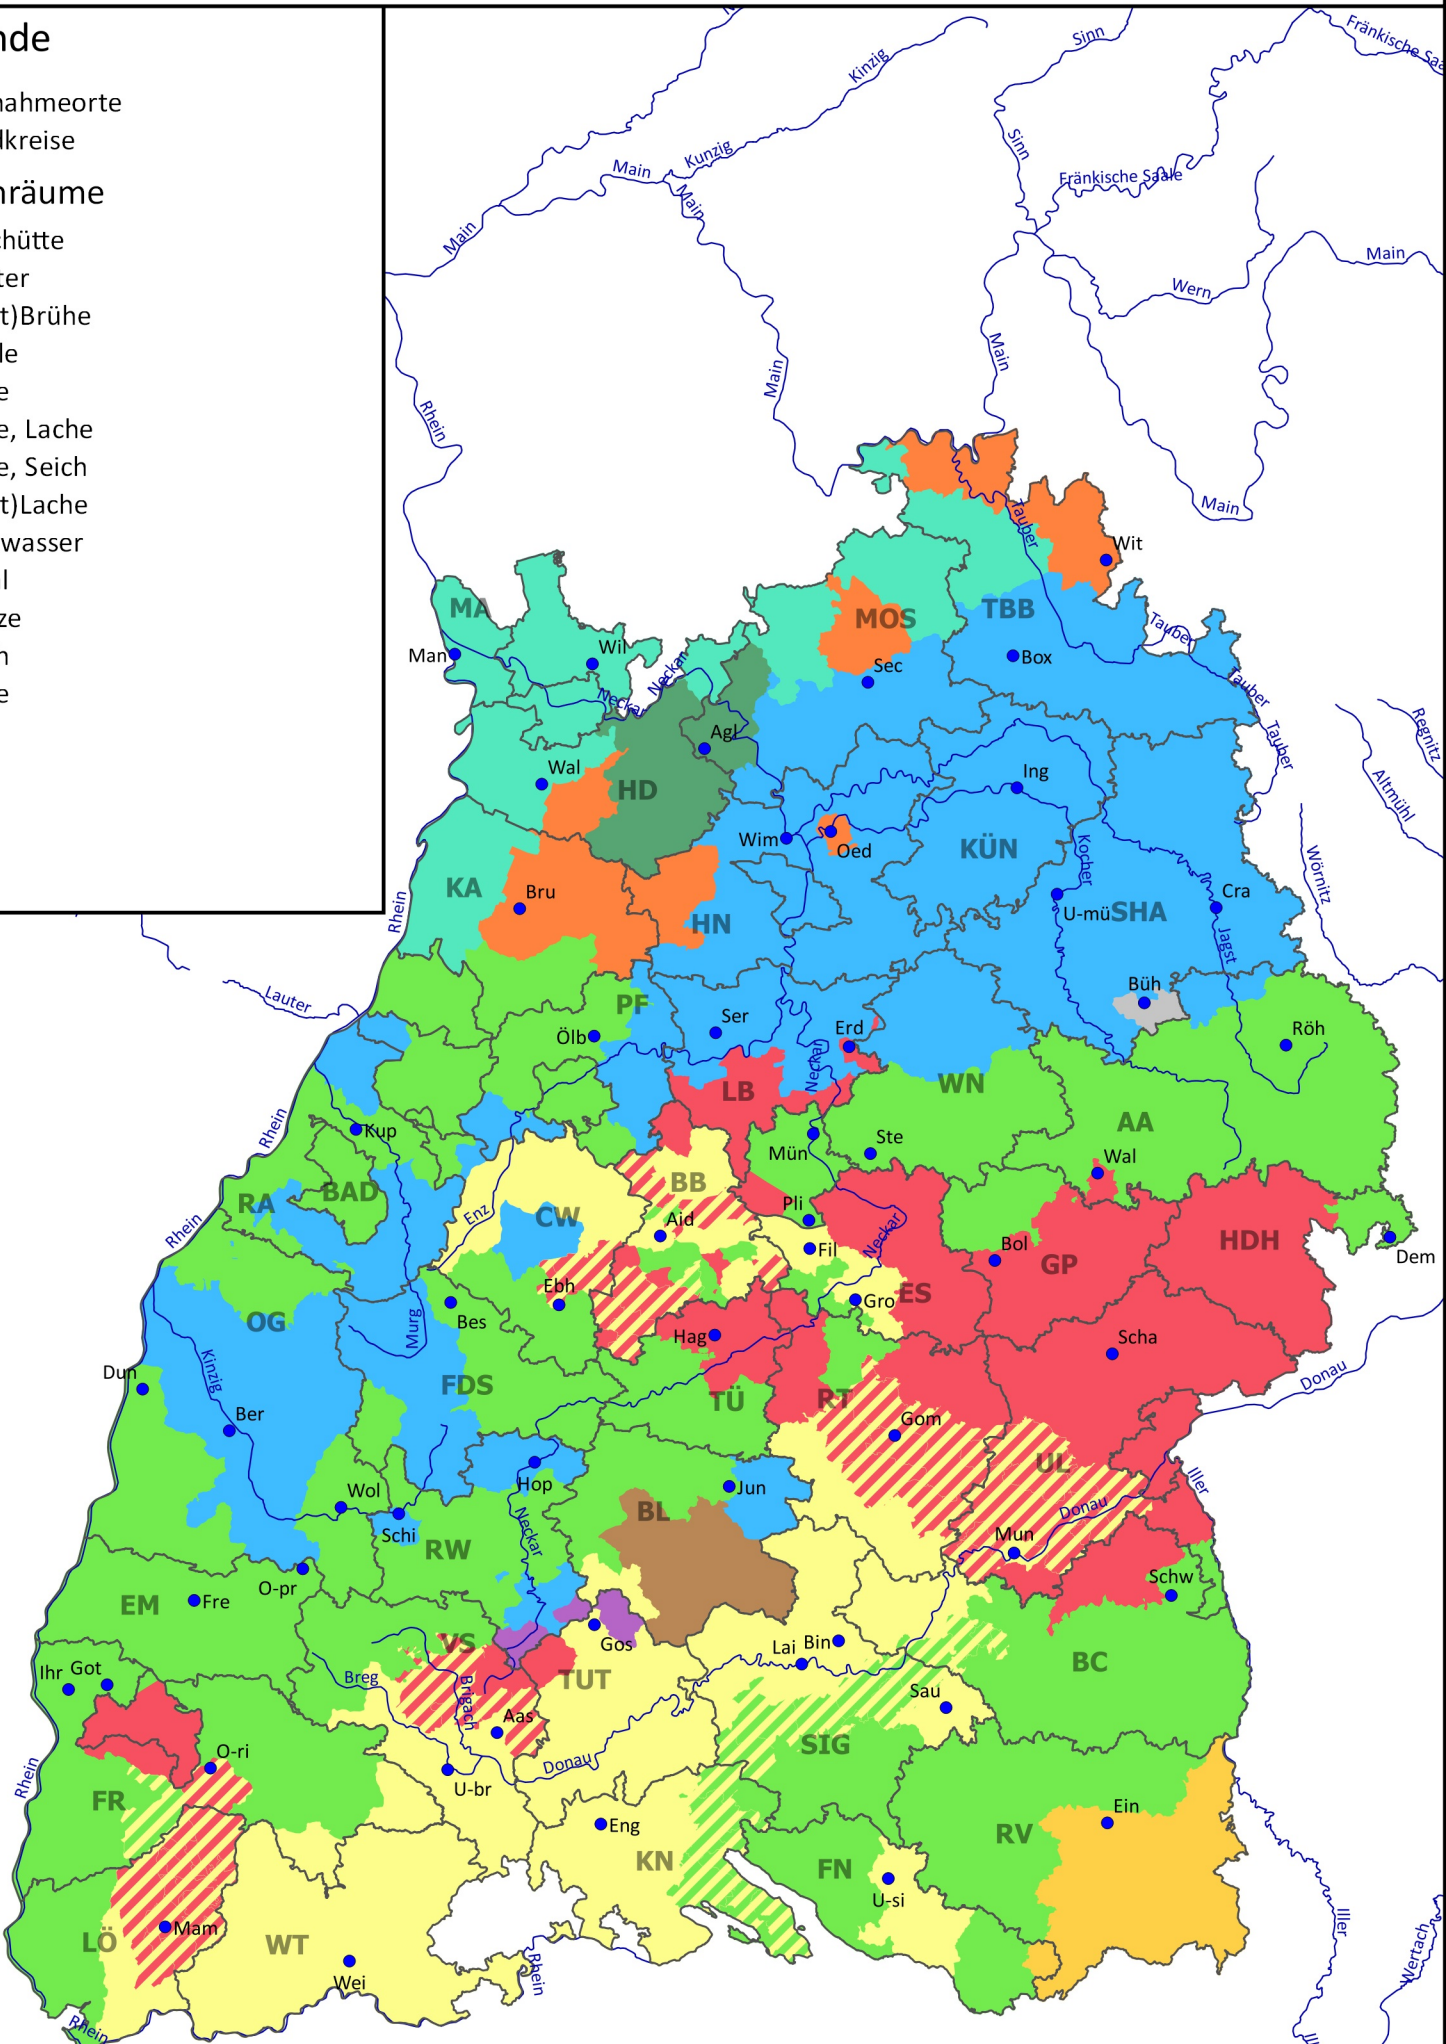 nde
nahmeorte
dkreise
nräume
chütte
ter
t)Brühe
le
e
e, Lache
e, Seich
t)Lache
wasser
l
ze
n
e
Kinzig
Sinn
Fränkische Saa
Kunzig
Main
Sinn
Fränkische Saale
Main
Main
Main
Wern
Main
Main
Rhein
Main
Tauber
Wit
MA
MOS
TBB
Tauber
Man
Wil
Neckar
Sec
Box
Neckar
Tauber
Regnitz
Agl
Tauber
Wal
HD
Ing
Altmühl
Wim
Oed
KÜN
Kocher
Wörnitz
KA
Bru
Rhein
HN
U-mü
SHA
Cra
Jagst
Lauter
PF
Büh
Ölb
Ser
Erd
Röh
Neckar
LB
WN
Rhein
Kup
AA
Mün
Ste
Wal
RA
BAD
BB
Pli
Rhein
Enz
CW
Aid
Neckar
Fil
HDH
Dem
Bol
GP
Ebh
ES
Gro
OG
Bes
Murg
Hag
Scha
Kinzig
Dun
FDS
TÜ
RT
Donau
Ber
Gom
UL
Iller
Wol
Hop
BL
Jun
Donau
Schi
Neckar
Mun
RW
O-pr
Schw
EM
Fre
VS
Gos
Lai
Bin
BC
Ihr
Got
Breg
Brigach
TUT
Sau
Aas
O-ri
SIG
Rhein
Donau
FR
U-br
Ein
Eng
RV
KN
FN
U-si
Mam
Iller
LÖ
WT
Wertach
Wei
Rhein
Rhein